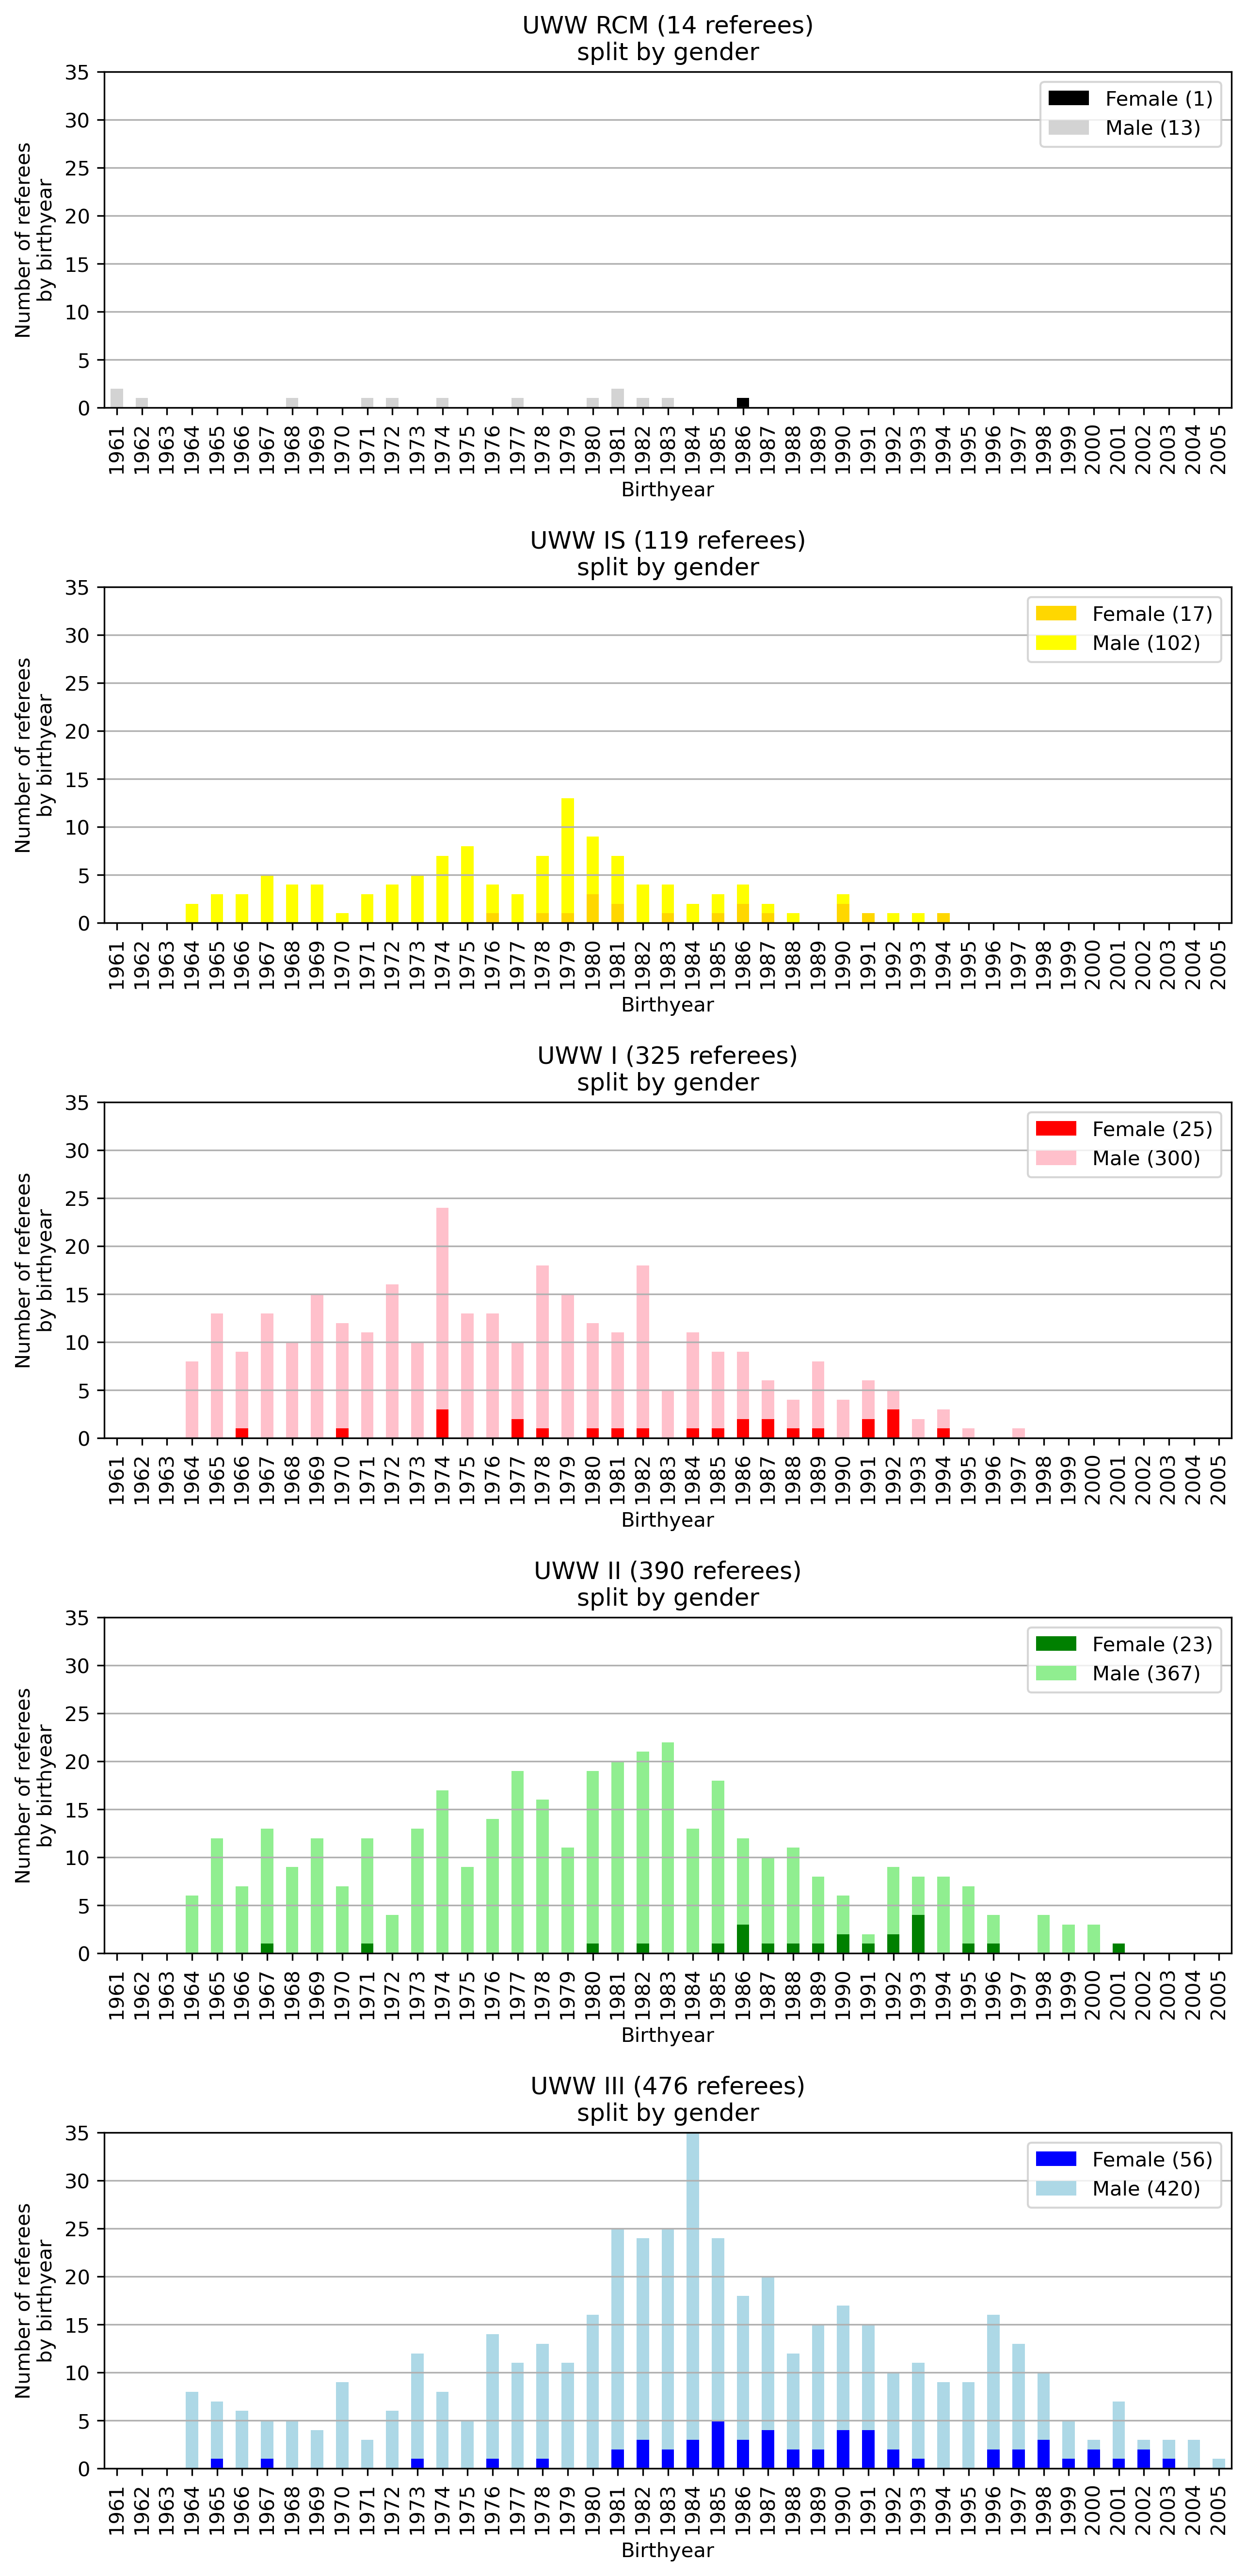 UWW RCM (14 referees)
split by gender
Number of referees
by birthyear
35
30
25
20
15
10
5
0
Female (1)
Male (13)
1961 1962 1963 1964 1965 1966 1967 1968 1969 1970 1971 1972 1973 1974 1975 1976 1977 1978 1979 1980 1981 1982 1983 1984 1985 1986 1987 1988 1989 1990 1991 1992 1993 1994 1995 1996 1997 1998 1999 2000 2001 2002 2003 2004 2005
Birthyear
UWW IS (119 referees)
split by gender
Number of referees
by birthyear
35
30
25
20
15
10
5
0
Female (17)
Male (102)
1961 1962 1963 1964 1965 1966 1967 1968 1969 1970 1971 1972 1973 1974 1975 1976 1977 1978 1979 1980 1981 1982 1983 1984 1985 1986 1987 1988 1989 1990 1991 1992 1993 1994 1995 1996 1997 1998 1999 2000 2001 2002 2003 2004 2005
Birthyear
UWW I (325 referees)
split by gender
Number of referees
by birthyear
35
30
25
20
15
10
5
0
Female (25)
Male (300)
1961 1962 1963 1964 1965 1966 1967 1968 1969 1970 1971 1972 1973 1974 1975 1976 1977 1978 1979 1980 1981 1982 1983 1984 1985 1986 1987 1988 1989 1990 1991 1992 1993 1994 1995 1996 1997 1998 1999 2000 2001 2002 2003 2004 2005
Birthyear
UWW II (390 referees)
split by gender
Number of referees
by birthyear
35
30
25
20
15
10
5
0
Female (23)
Male (367)
1961 1962 1963 1964 1965 1966 1967 1968 1969 1970 1971 1972 1973 1974 1975 1976 1977 1978 1979 1980 1981 1982 1983 1984 1985 1986 1987 1988 1989 1990 1991 1992 1993 1994 1995 1996 1997 1998 1999 2000 2001 2002 2003 2004 2005
Birthyear
UWW III (476 referees)
split by gender
Number of referees
by birthyear
35
30
25
20
15
10
5
0
Female (56)
Male (420)
1961 1962 1963 1964 1965 1966 1967 1968 1969 1970 1971 1972 1973 1974 1975 1976 1977 1978 1979 1980 1981 1982 1983 1984 1985 1986 1987 1988 1989 1990 1991 1992 1993 1994 1995 1996 1997 1998 1999 2000 2001 2002 2003 2004 2005
Birthyear